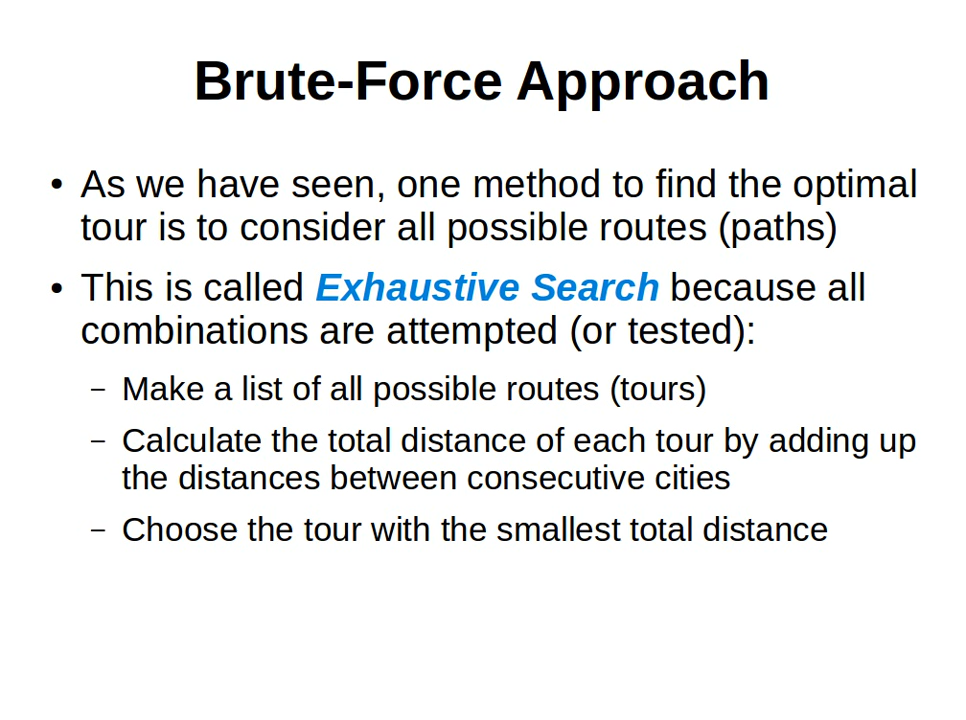 Brute-Force Approach
• As we have seen, one method to find the optimal
tour is to consider all possible routes (paths)
• This is called Exhaustive Search because all
combinations are attempted (or tested):
– Make a list of all possible routes (tours)
– Calculate the total distance of each tour by adding up
the distances between consecutive cities
– Choose the tour with the smallest total distance